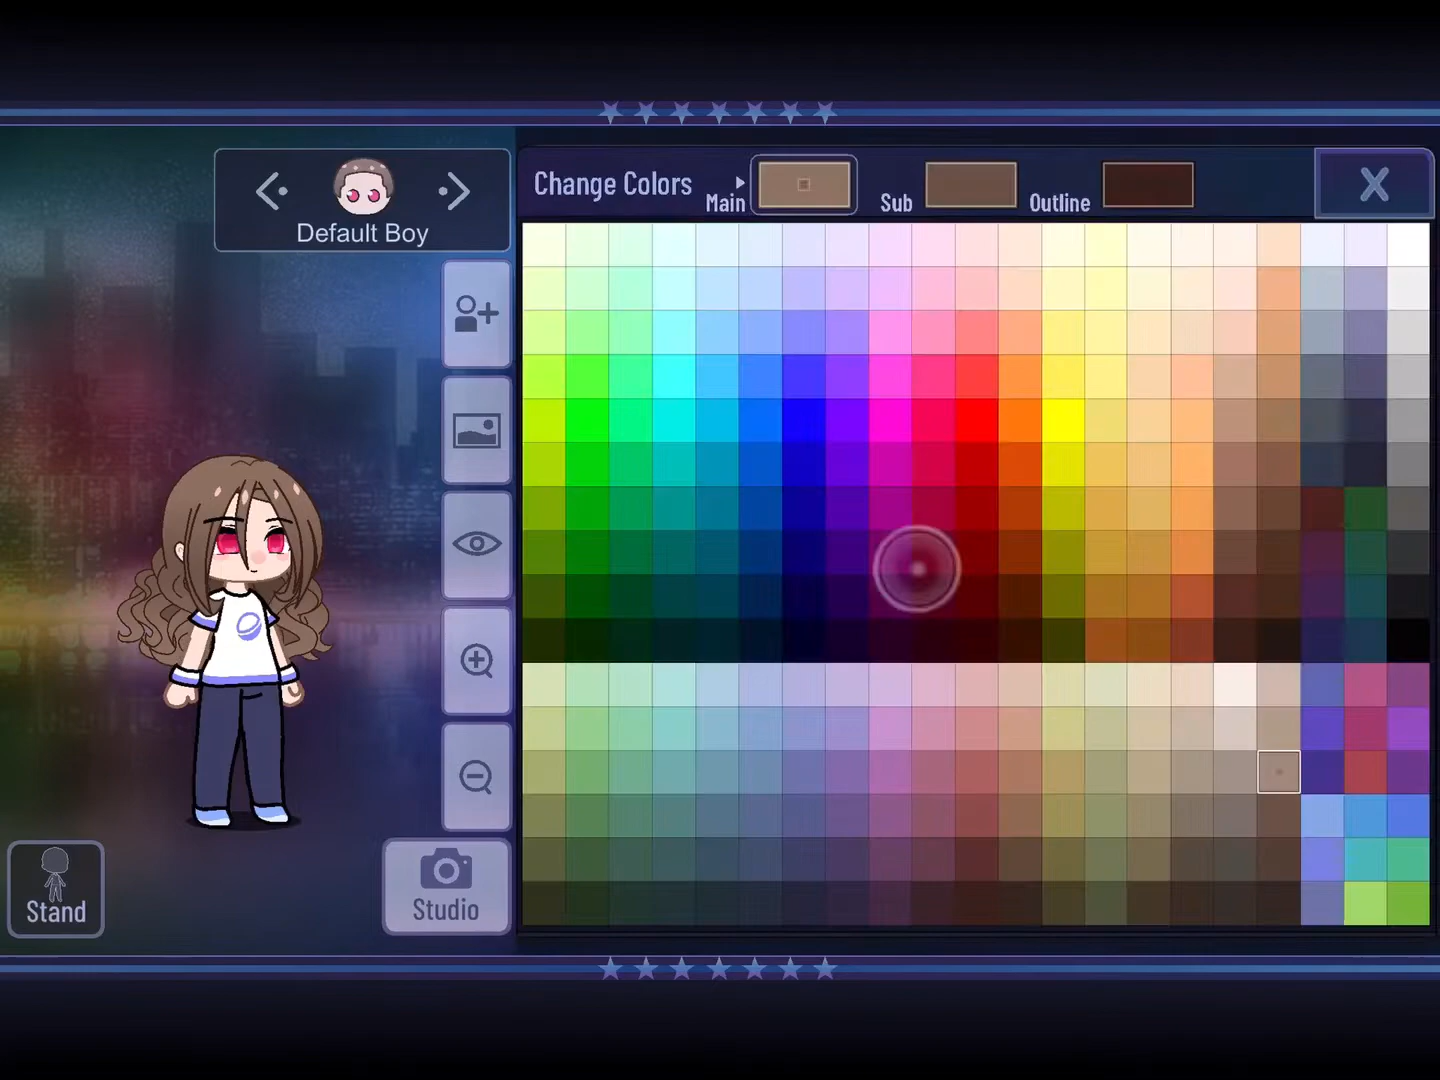 Default Boy
Change Colors
Main
Sub
Outline
X
Stand
Studio